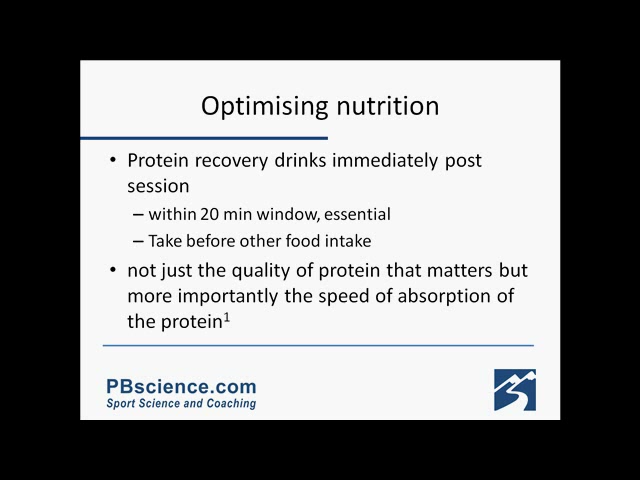 Optimising nutrition
• Protein recovery drinks immediately post
session
– within 20 min window, essential
– Take before other food intake
• not just the quality of protein that matters but
more importantly the speed of absorption of
the protein¹
PBscience.com
Sport Science and Coaching